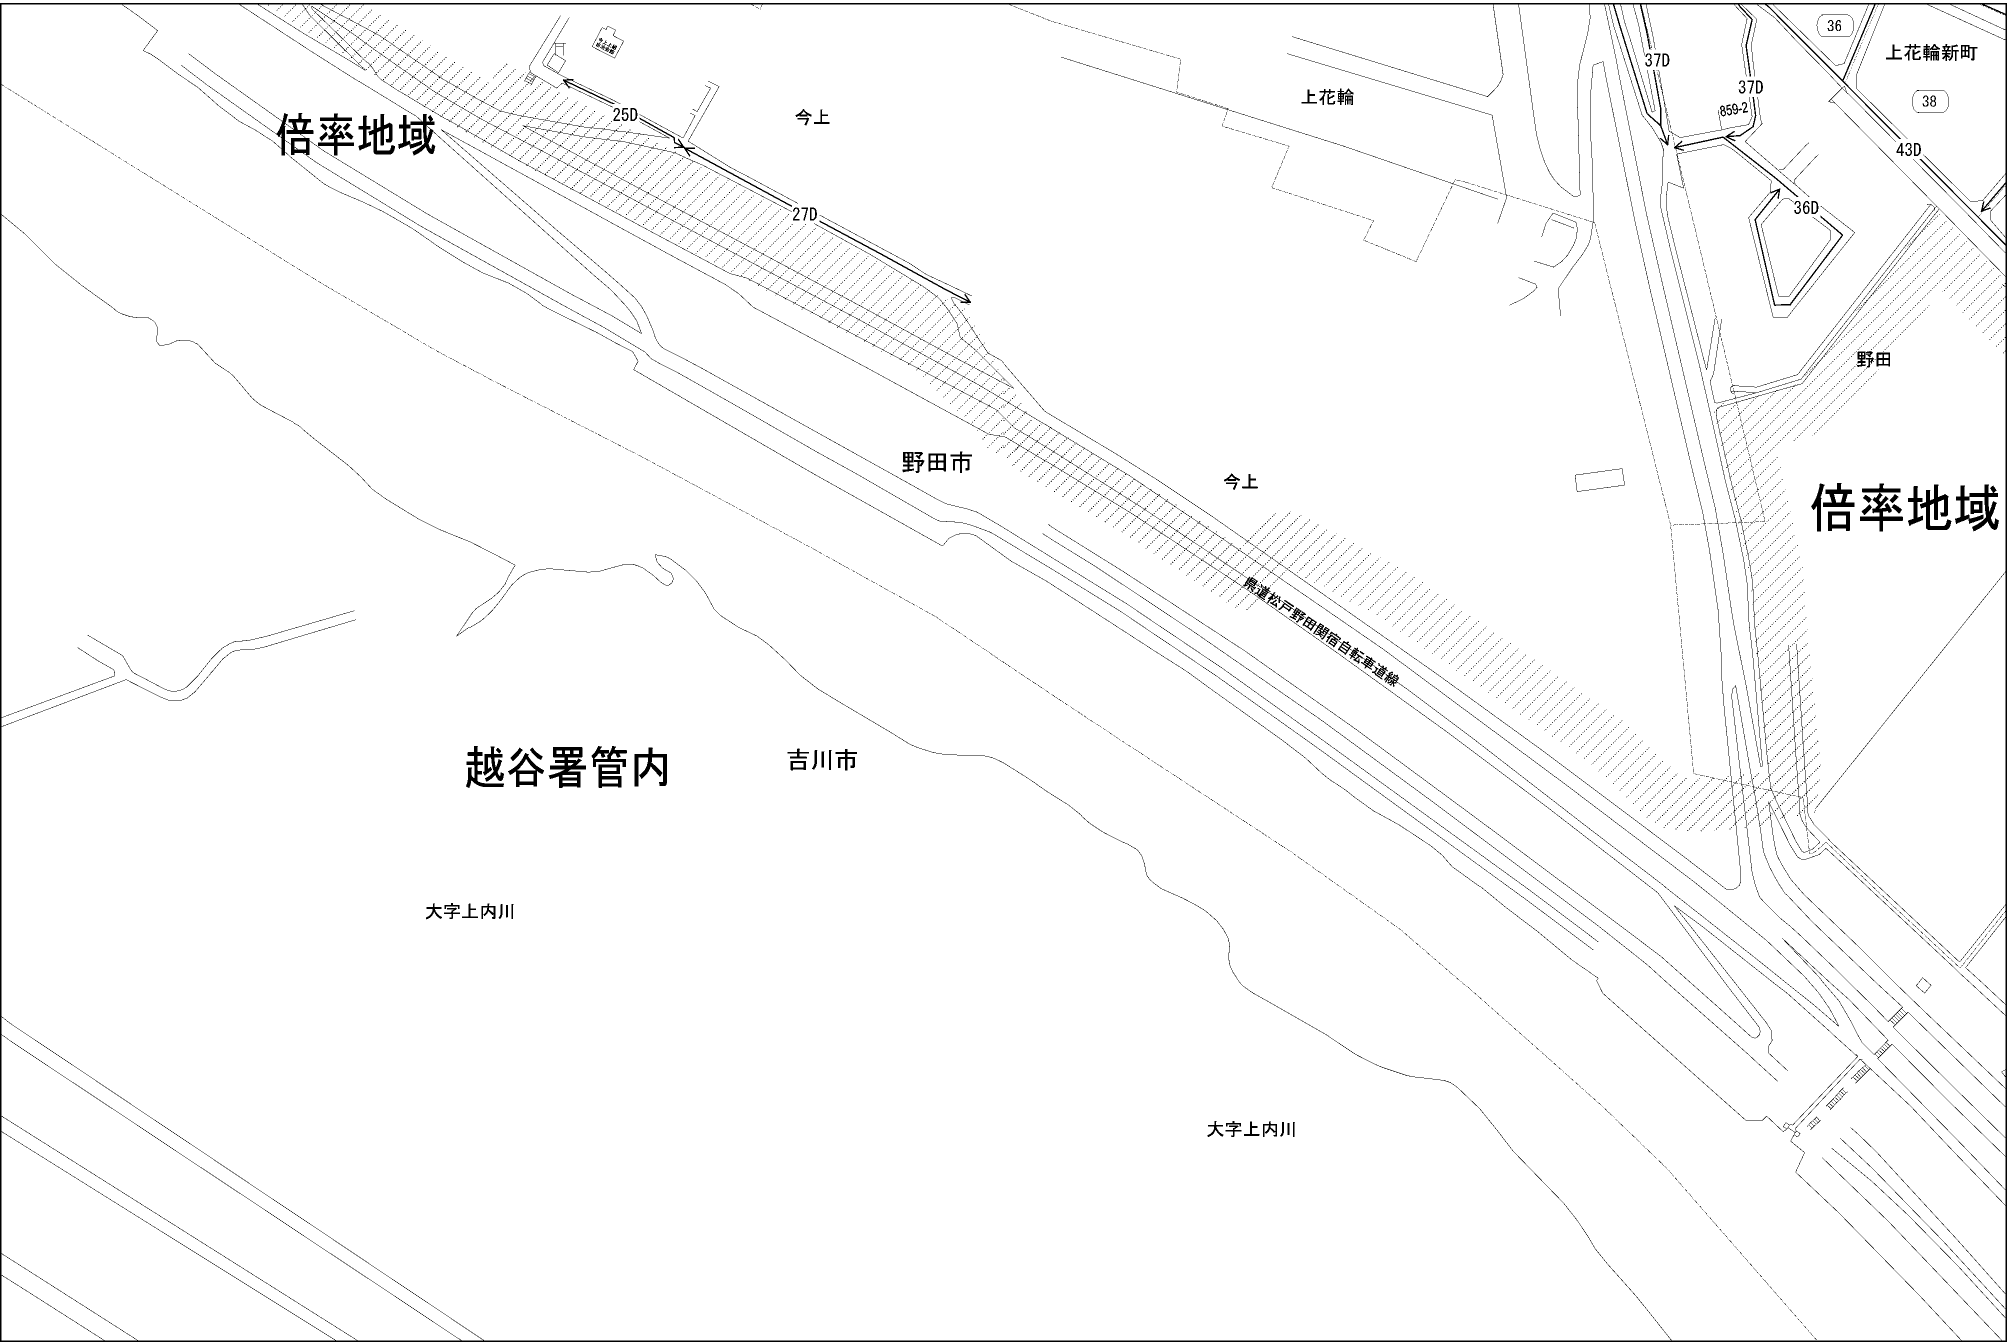 36
37D
上花輪新町
37D
上花輪
38
859-2
25D
今上
倍率地域
43D
36D
27D
野田
野田市
今上
倍率地域
県道松戸野田関宿自転車道線
越谷署管内
吉川市
大字上内川
大字上内川